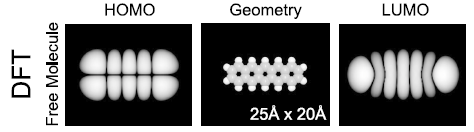 HOMO
Geometry
LUMO
DFT
Free Molecule
25Å x 20Å